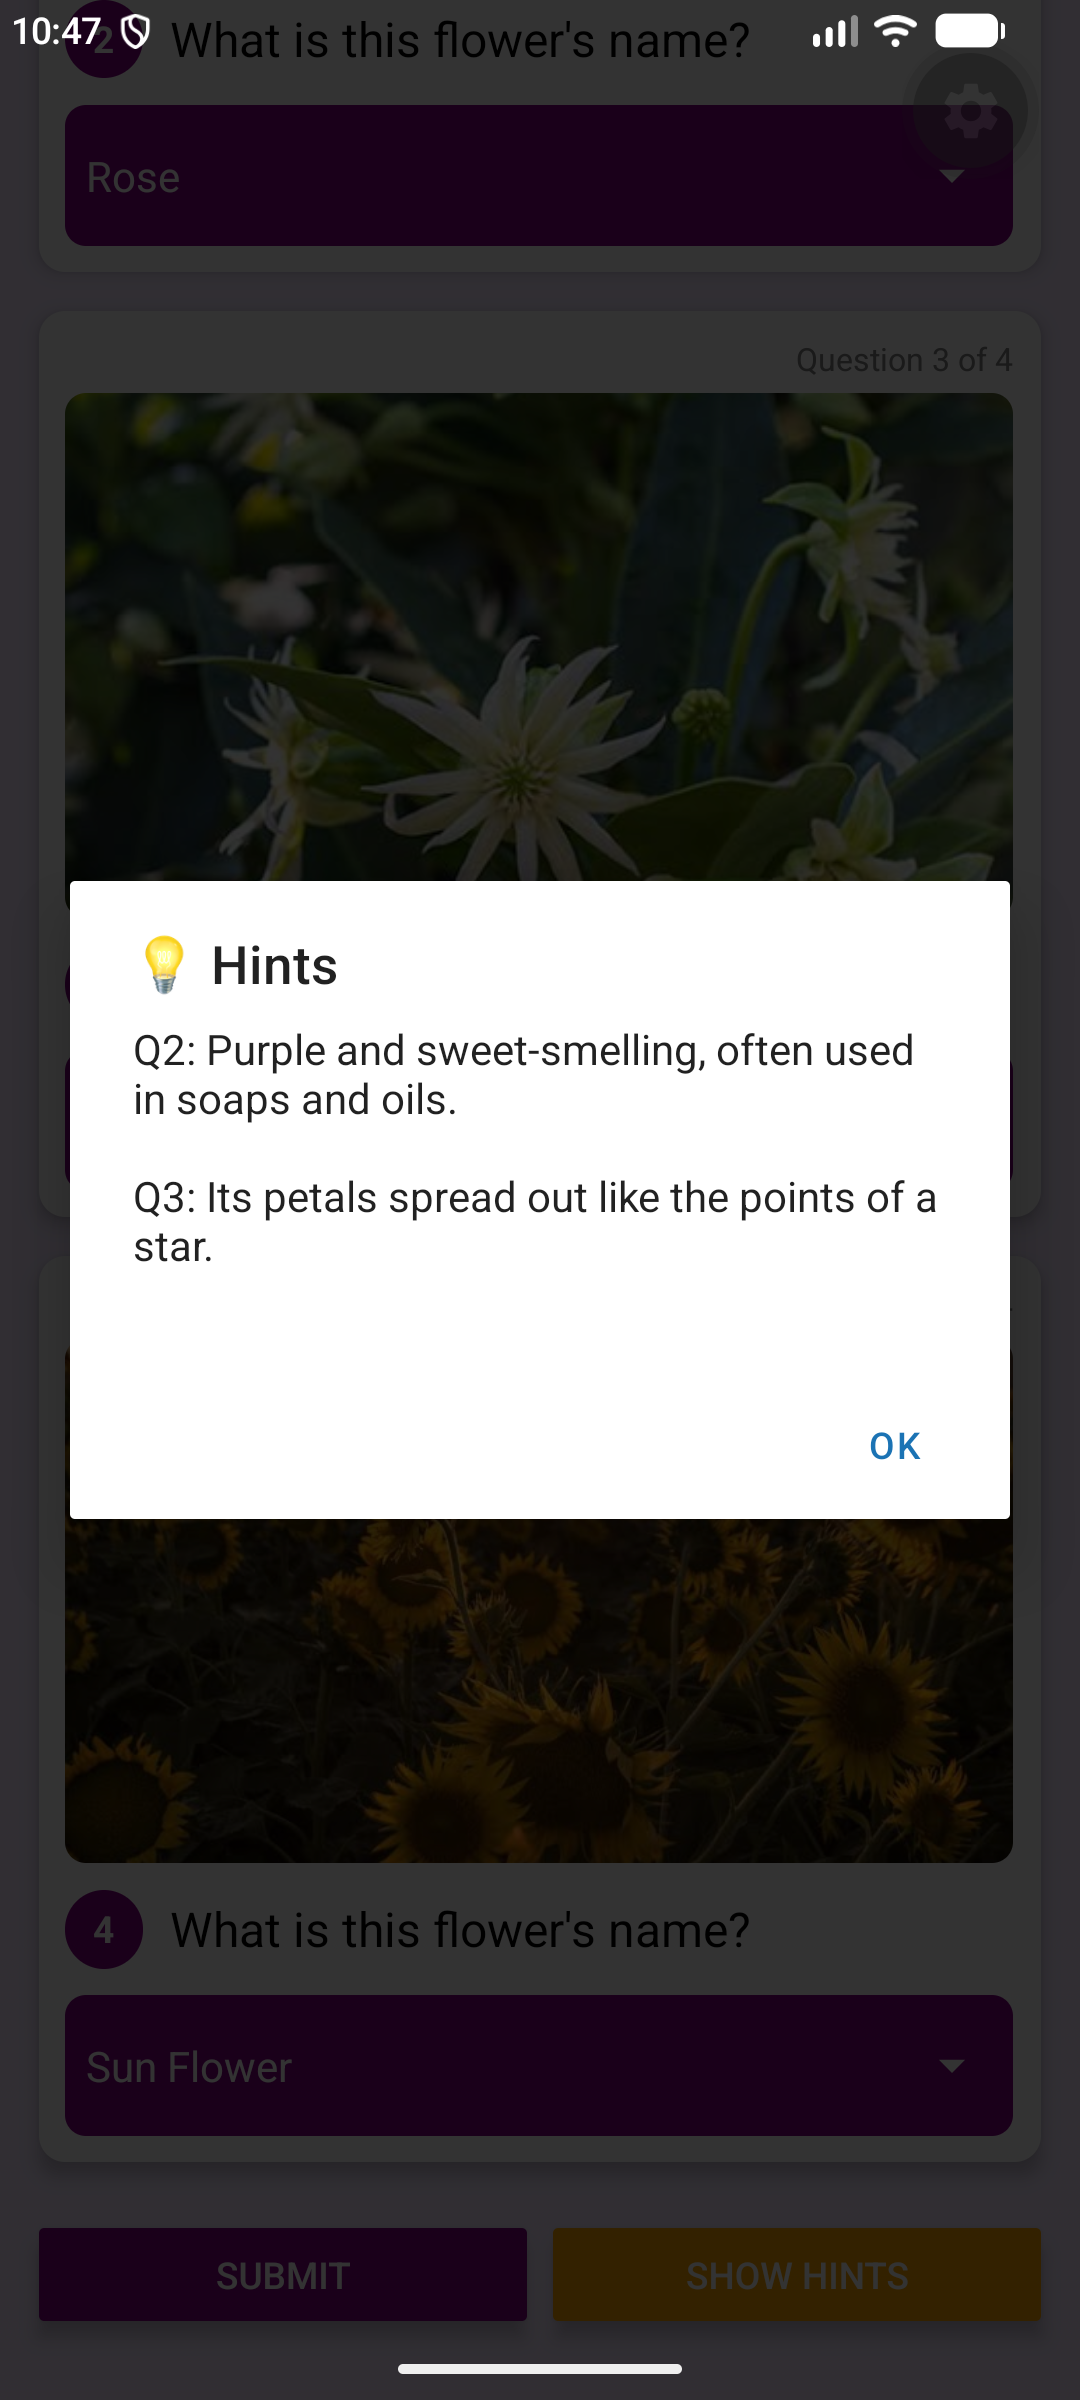 10:47
2 What is this flower's name?
Rose
Question 3 of 4
Hints
Q2: Purple and sweet-smelling, often used
in soaps and oils.
Q3: Its petals spread out like the points of a
star.
OK
4 What is this flower's name?
Sun Flower
SUBMIT SHOW HINTS